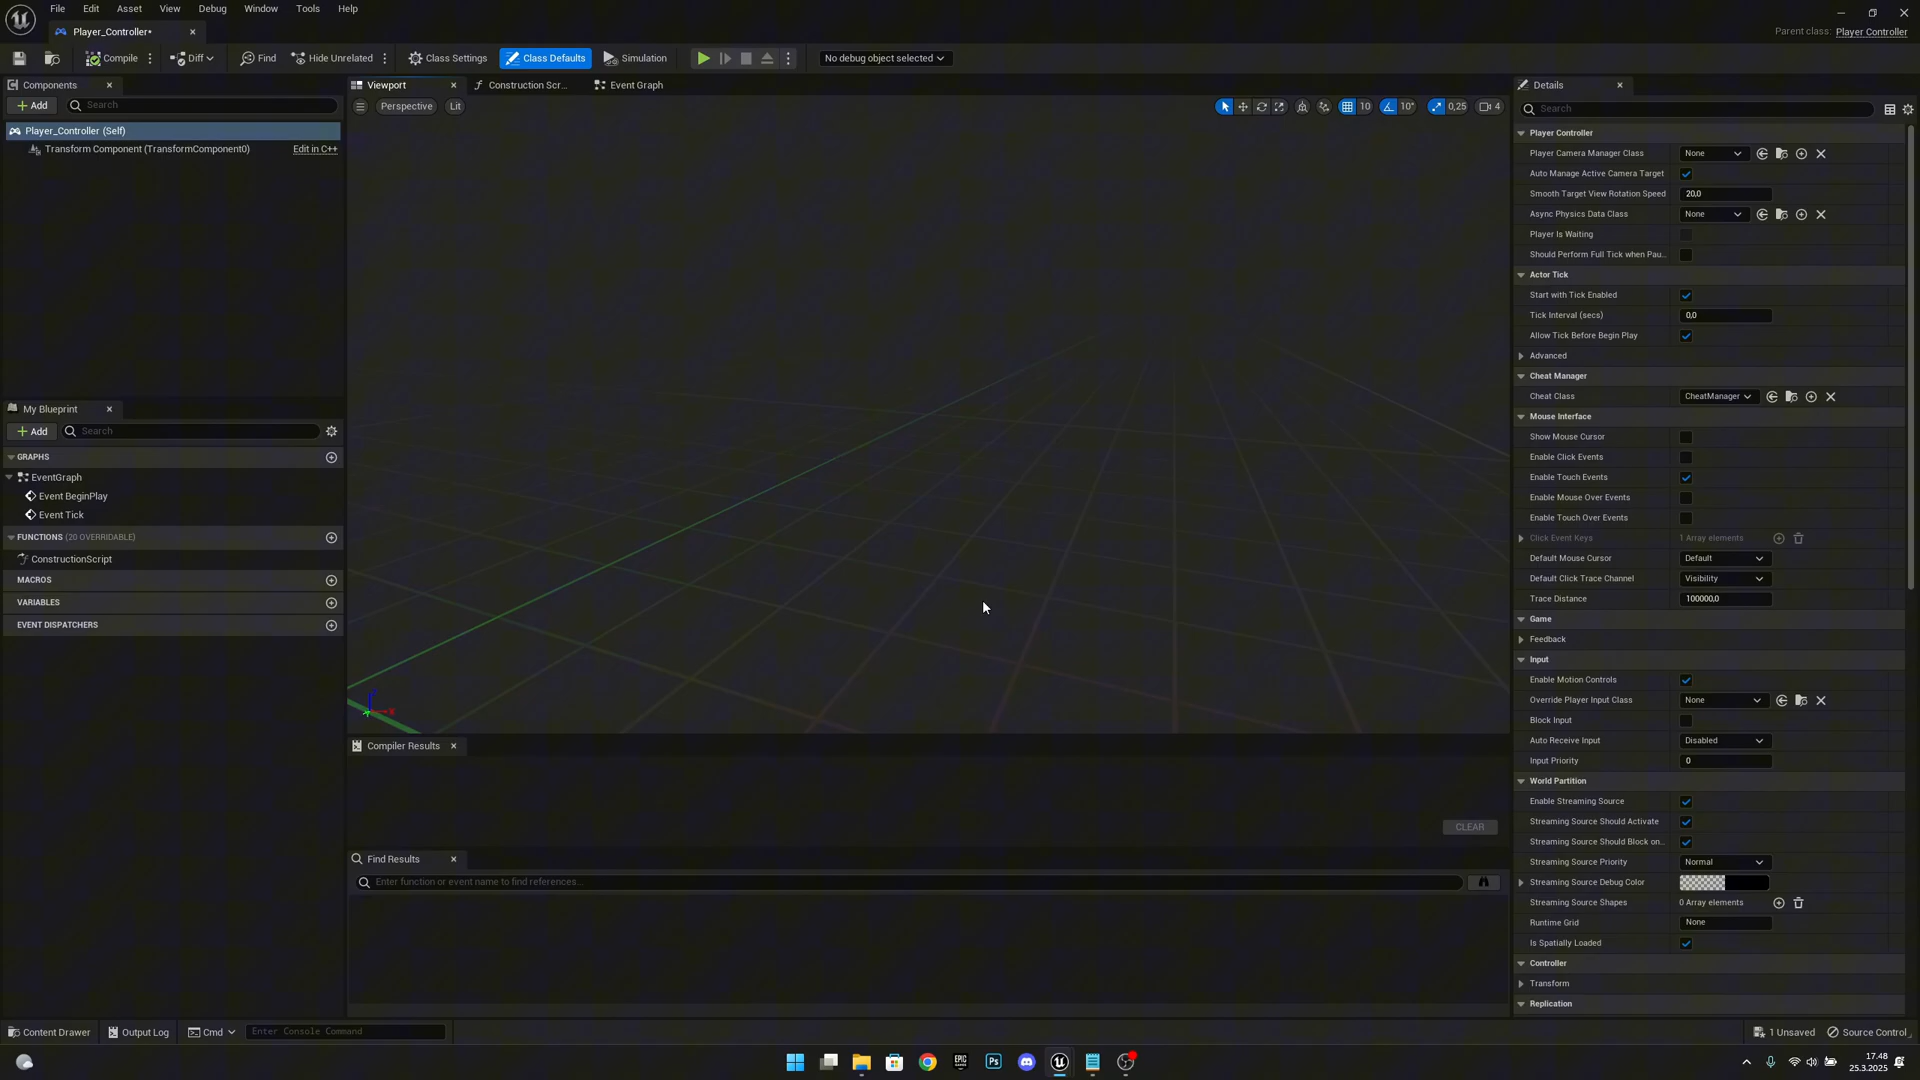 File Edit Asset View Debug Window Tools Help
Player_Controller*
Parent class: Player Controller
Compile Diff Find Hide Unrelated Class Settings Class Defaults Simulation No debug object selected
Components
Add Search
Player_Controller (Self)
Transform Component (TransformComponent0) Edit in C++
My Blueprint
Add Search
GRAPHS
EventGraph
Event BeginPlay
Event Tick
FUNCTIONS (20 OVERRIDABLE)
ConstructionScript
MACROS
VARIABLES
EVENT DISPATCHERS
Viewport Construction Scr... Event Graph
Perspective Lit 10 10° 0,25 4
Z
X
Compiler Results
CLEAR
Find Results
Enter function or event name to find references...
Details
Search
Player Controller
Player Camera Manager Class None
Auto Manage Active Camera Target
Smooth Target View Rotation Speed 20,0
Async Physics Data Class None
Player Is Waiting
Should Perform Full Tick when Pau...
Actor Tick
Start with Tick Enabled
Tick Interval (secs) 0,0
Allow Tick Before Begin Play
Advanced
Cheat Manager
Cheat Class CheatManager
Mouse Interface
Show Mouse Cursor
Enable Click Events
Enable Touch Events
Enable Mouse Over Events
Enable Touch Over Events
Click Event Keys 1 Array elements
Default Mouse Cursor Default
Default Click Trace Channel Visibility
Trace Distance 100000,0
Game
Feedback
Input
Enable Motion Controls
Override Player Input Class None
Block Input
Auto Receive Input Disabled
Input Priority 0
World Partition
Enable Streaming Source
Streaming Source Should Activate
Streaming Source Should Block on...
Streaming Source Priority Normal
Streaming Source Debug Color
Streaming Source Shapes 0 Array elements
Runtime Grid None
Is Spatially Loaded
Controller
Transform
Replication
Content Drawer Output Log Cmd Enter Console Command 1 Unsaved Source Control
EPIC GAMES Ps
17.48
25.3.2025